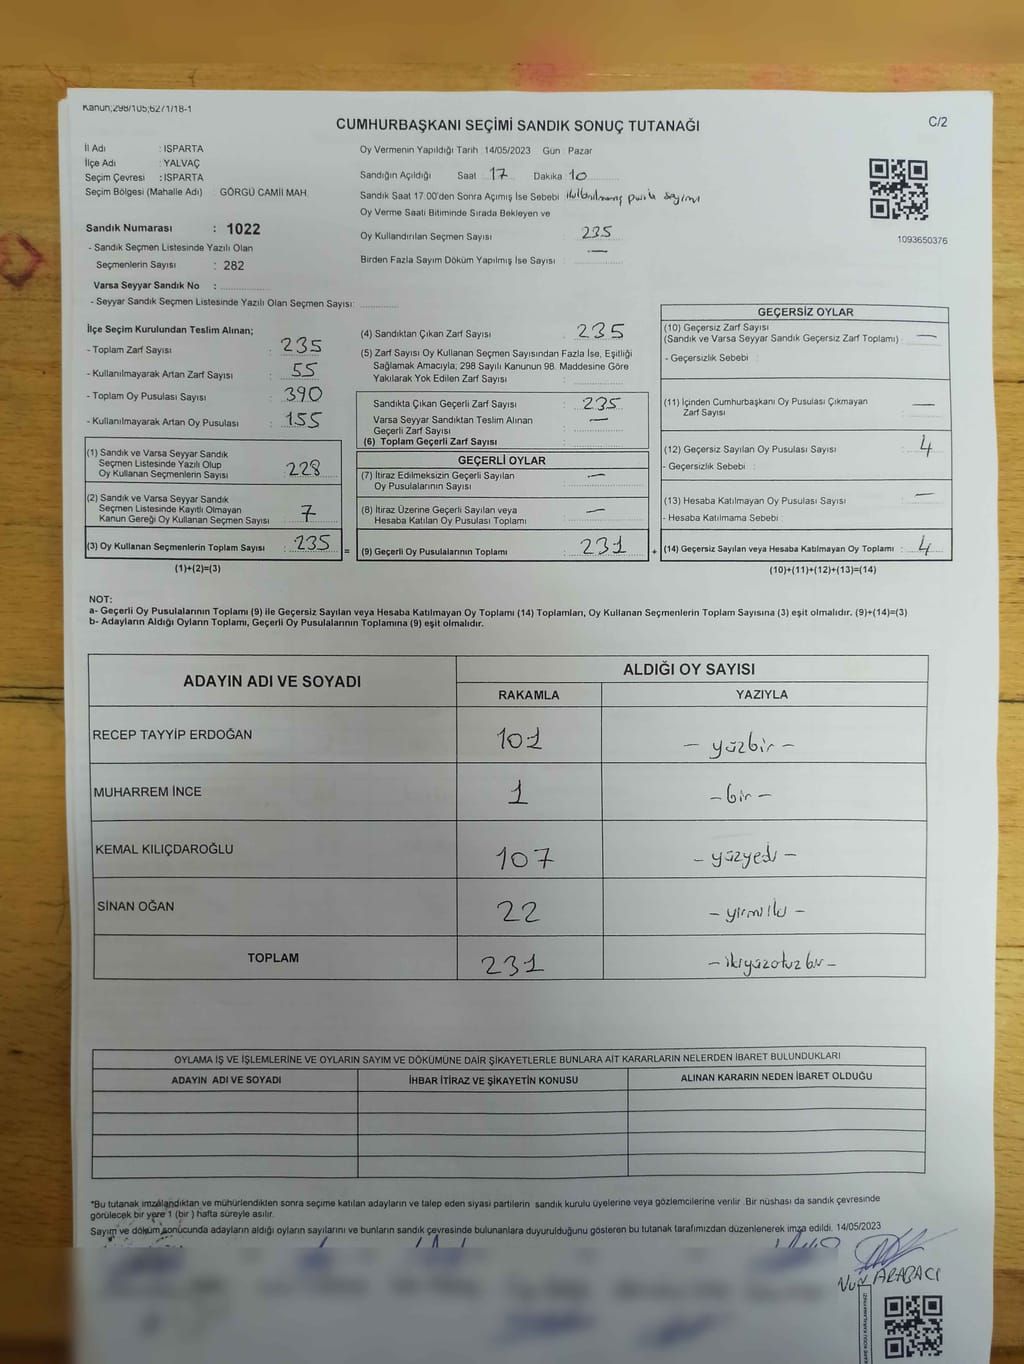 Kanun;298/105;6271/18-1
C/2
CUMHURBAŞKANI SEÇİMİ SANDIK SONUÇ TUTANAĞI
İl Adı : ISPARTA
İlçe Adı : YALVAÇ
Seçim Çevresi : ISPARTA
Seçim Bölgesi (Mahalle Adı) : GÖRGÜ CAMİİ MAH.
Oy Vermenin Yapıldığı Tarih : 14/05/2023 Gün : Pazar
Sandığın Açıldığı Saat : 17 Dakika : 10
Sandık Saat 17:00'den Sonra Açımış İse Sebebi
Oy Verme Saati Bitiminde Sırada Bekleyen ve
Oy Kullandırılan Seçmen Sayısı : 235
Birden Fazla Sayım Döküm Yapılmış İse Sayısı : —
1093650376
Sandık Numarası : 1022
- Sandık Seçmen Listesinde Yazılı Olan
Seçmenlerin Sayısı : 282
Varsa Seyyar Sandık No :
- Seyyar Sandık Seçmen Listesinde Yazılı Olan Seçmen Sayısı:
İlçe Seçim Kurulundan Teslim Alınan;
- Toplam Zarf Sayısı : 235
- Kullanılmayarak Artan Zarf Sayısı : 55
- Toplam Oy Pusulası Sayısı : 390
- Kullanılmayarak Artan Oy Pusulası : 155
(1) Sandık ve Varsa Seyyar Sandık
Seçmen Listesinde Yazılı Olup
Oy Kullanan Seçmenlerin Sayısı : 228
(2) Sandık ve Varsa Seyyar Sandık
Seçmen Listesinde Kayıtlı Olmayan
Kanun Gereği Oy Kullanan Seçmen Sayısı : 7
(3) Oy Kullanan Seçmenlerin Toplam Sayısı : 235 =
(1)+(2)=(3)
(4) Sandıktan Çıkan Zarf Sayısı : 235
(5) Zarf Sayısı Oy Kullanan Seçmen Sayısından Fazla İse, Eşitliği
Sağlamak Amacıyla; 298 Sayılı Kanunun 98. Maddesine Göre
Yakılarak Yok Edilen Zarf Sayısı :
Sandıkta Çıkan Geçerli Zarf Sayısı : 235
Varsa Seyyar Sandıktan Teslim Alınan
Geçerli Zarf Sayısı : —
(6) Toplam Geçerli Zarf Sayısı :
GEÇERLİ OYLAR
(7) İtiraz Edilmeksizin Geçerli Sayılan
Oy Pusulalarının Sayısı : —
(8) İtiraz Üzerine Geçerli Sayılan veya
Hesaba Katılan Oy Pusulası Toplamı : —
(9) Geçerli Oy Pusulalarının Toplamı : 231 +
GEÇERSİZ OYLAR
(10) Geçersiz Zarf Sayısı
(Sandık ve Varsa Seyyar Sandık Geçersiz Zarf Toplamı) : —
- Geçersizlik Sebebi :
(11) İçinden Cumhurbaşkanı Oy Pusulası Çıkmayan
Zarf Sayısı : —
(12) Geçersiz Sayılan Oy Pusulası Sayısı : 4
- Geçersizlik Sebebi :
(13) Hesaba Katılmayan Oy Pusulası Sayısı : —
- Hesaba Katılmama Sebebi :
(14) Geçersiz Sayılan veya Hesaba Katılmayan Oy Toplamı : 4
(10)+(11)+(12)+(13)=(14)
NOT:
a- Geçerli Oy Pusulalarının Toplamı (9) ile Geçersiz Sayılan veya Hesaba Katılmayan Oy Toplamı (14) Toplamları, Oy Kullanan Seçmenlerin Toplam Sayısına (3) eşit olmalıdır. (9)+(14)=(3)
b- Adayların Aldığı Oyların Toplamı, Geçerli Oy Pusulalarının Toplamına (9) eşit olmalıdır.
ADAYIN ADI VE SOYADI
ALDIĞI OY SAYISI
RAKAMLA YAZIYLA
RECEP TAYYİP ERDOĞAN 101 - yüzbir -
MUHARREM İNCE 1 - bir -
KEMAL KILIÇDAROĞLU 107 - yüzyedi -
SİNAN OĞAN 22 - yirmiiki -
TOPLAM 231 - ikiyüzotuzbir -
OYLAMA İŞ VE İŞLEMLERİNE VE OYLARIN SAYIM VE DÖKÜMÜNE DAİR ŞİKAYETLERLE BUNLARA AİT KARARLARIN NELERDEN İBARET BULUNDUKLARI
ADAYIN ADI VE SOYADI İHBAR İTİRAZ VE ŞİKAYETİN KONUSU ALINAN KARARIN NEDEN İBARET OLDUĞU
*Bu tutanak imzalandıktan ve mühürlendikten sonra seçime katılan adayların ve talep eden siyasi partilerin sandık kurulu üyelerine veya gözlemcilerine verilir .Bir nüshası da sandık çevresinde
görülecek bir yere 1 (bir ) hafta süreyle asılır.
Sayım ve döküm sonucunda adayların aldığı oyların sayılarını ve bunların sandık çevresinde bulunanlara duyurulduğunu gösteren bu tutanak tarafımızdan düzenlenerek imza edildi. 14/05/2023
ARABACI